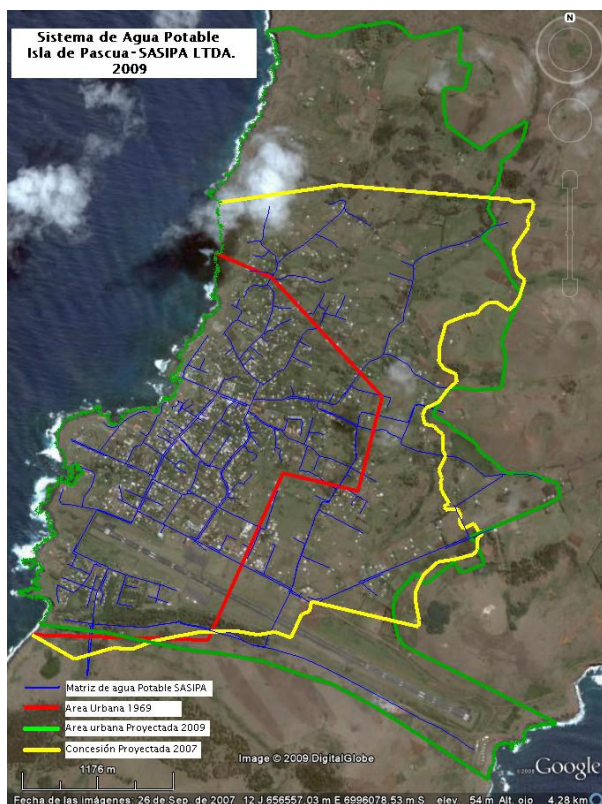 Sistema de Agua Potable
Isla de Pascua-SASIPA LTDA.
2009
N
Matriz de agua Potable SASIPA
Area Urbana 1969
Area urbana Proyectada 2009
Concesión Proyectada 2007
1176 m
Image © 2009 DigitalGlobe
©2009 Google
Fecha de las imágenes: 26 de Sep. de 2007 12 J 656557.03 m E 6996078.53 m S elev. 54 m Alt. ojo 4.28 km